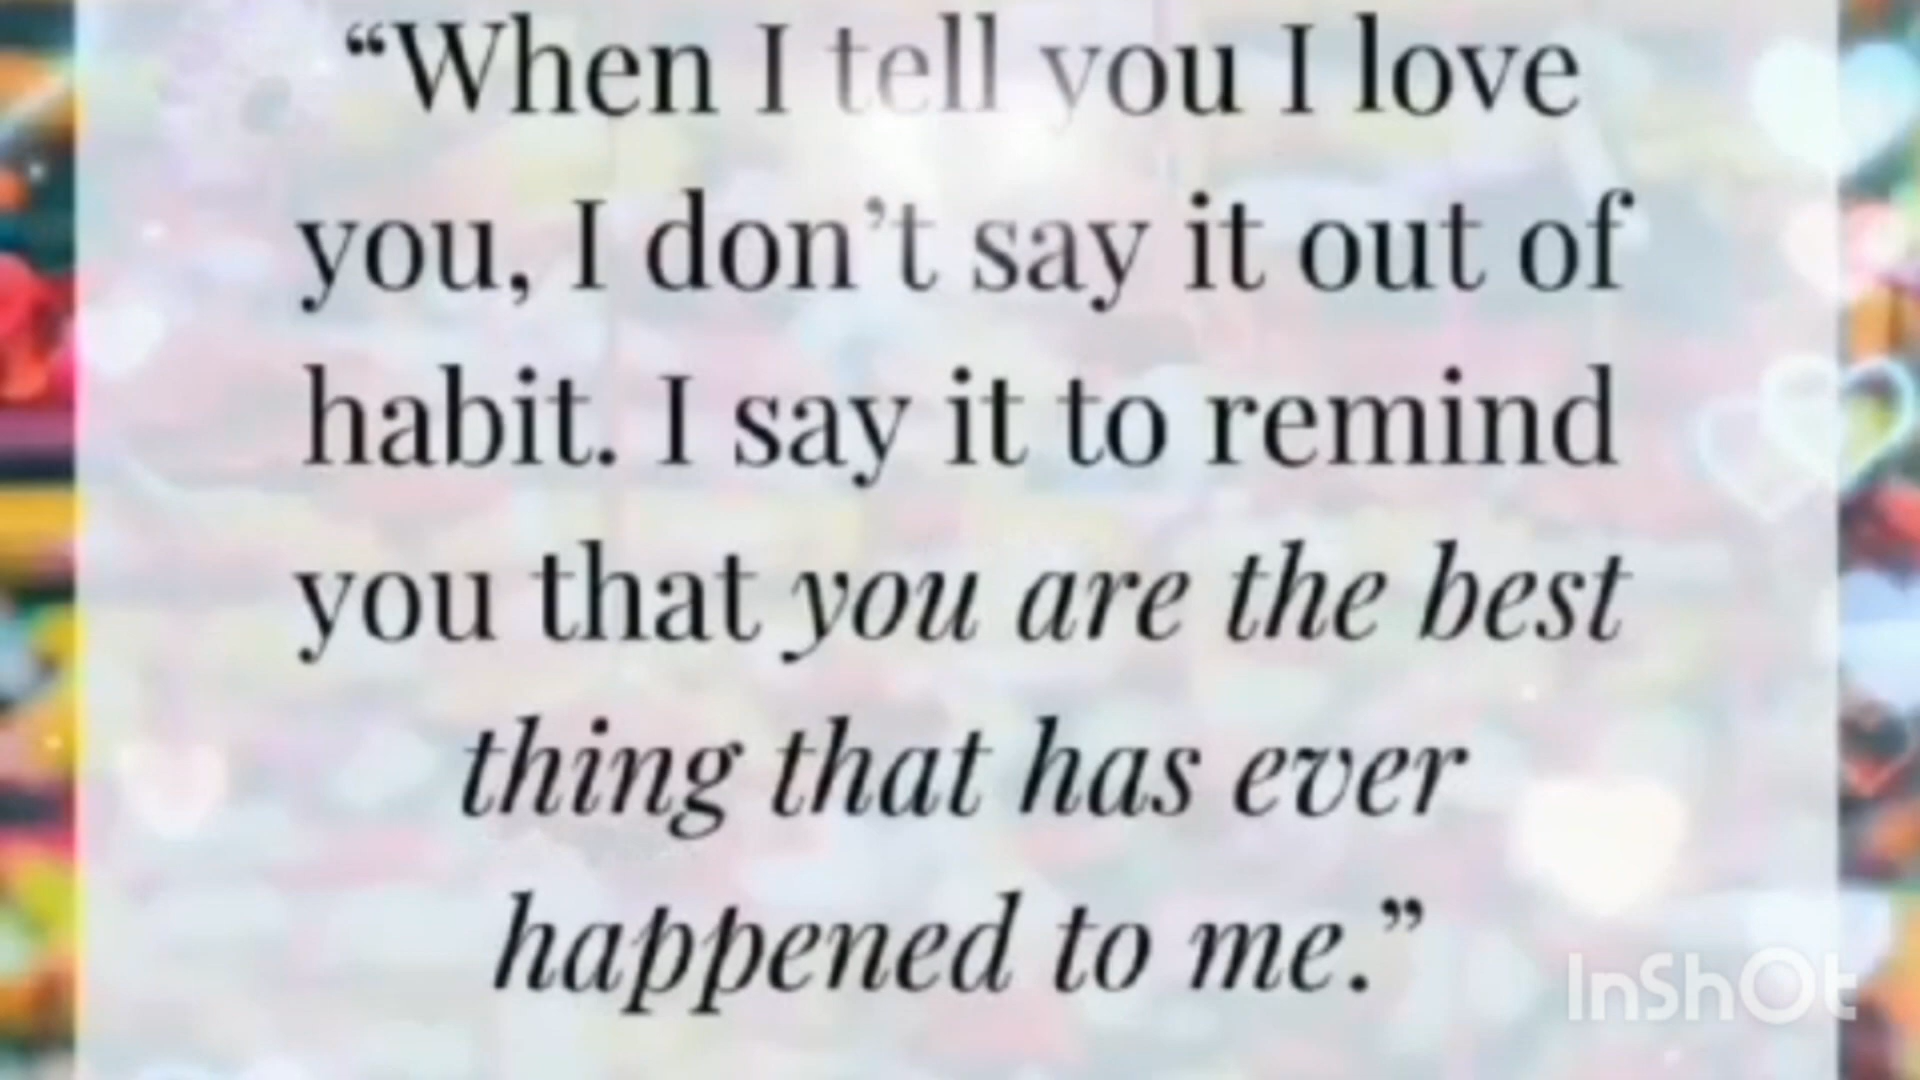 “When I tell you I love
you, I don’t say it out of
habit. I say it to remind
you that you are the best
thing that has ever
happened to me.”
InShOt